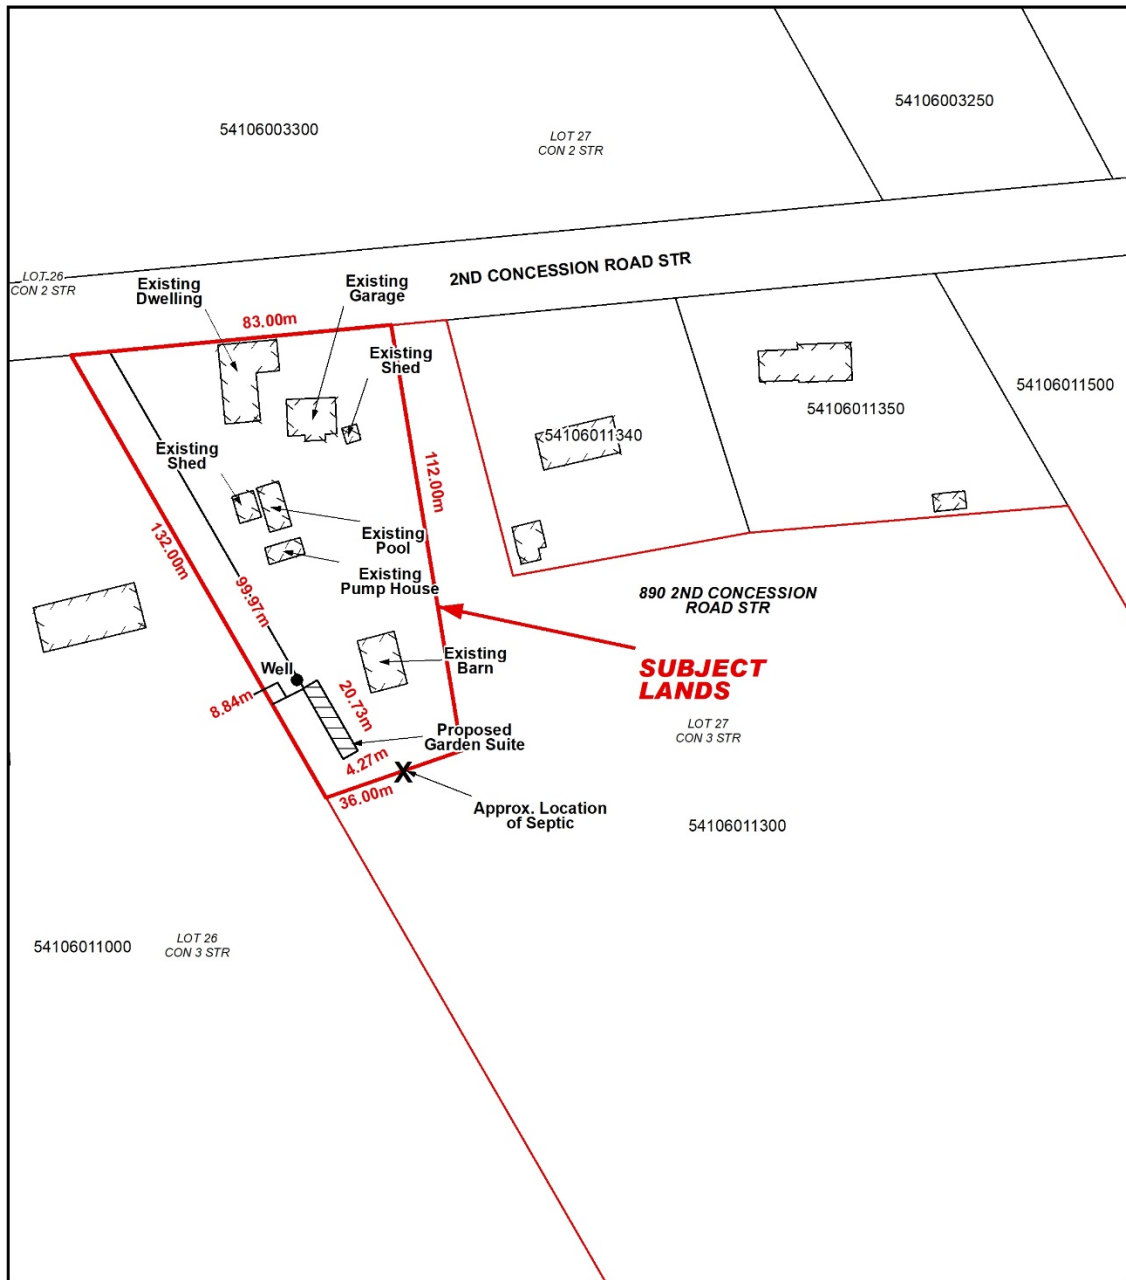 54106003250
54106003300
LOT 27
CON 2 STR
2ND CONCESSION ROAD STR
LOT 26
CON 2 STR
Existing
Dwelling
Existing
Garage
83.00m
Existing
Shed
54106011500
54106011350
54106011340
Existing
Shed
112.00m
132.00m
Existing
Pool
Existing
Pump House
99.97m
890 2ND CONCESSION
ROAD STR
Existing
Barn
Well
SUBJECT
LANDS
8.84m
20.73m
LOT 27
CON 3 STR
Proposed
Garden Suite
4.27m
X
36.00m
Approx. Location
of Septic
54106011300
54106011000
LOT 26
CON 3 STR